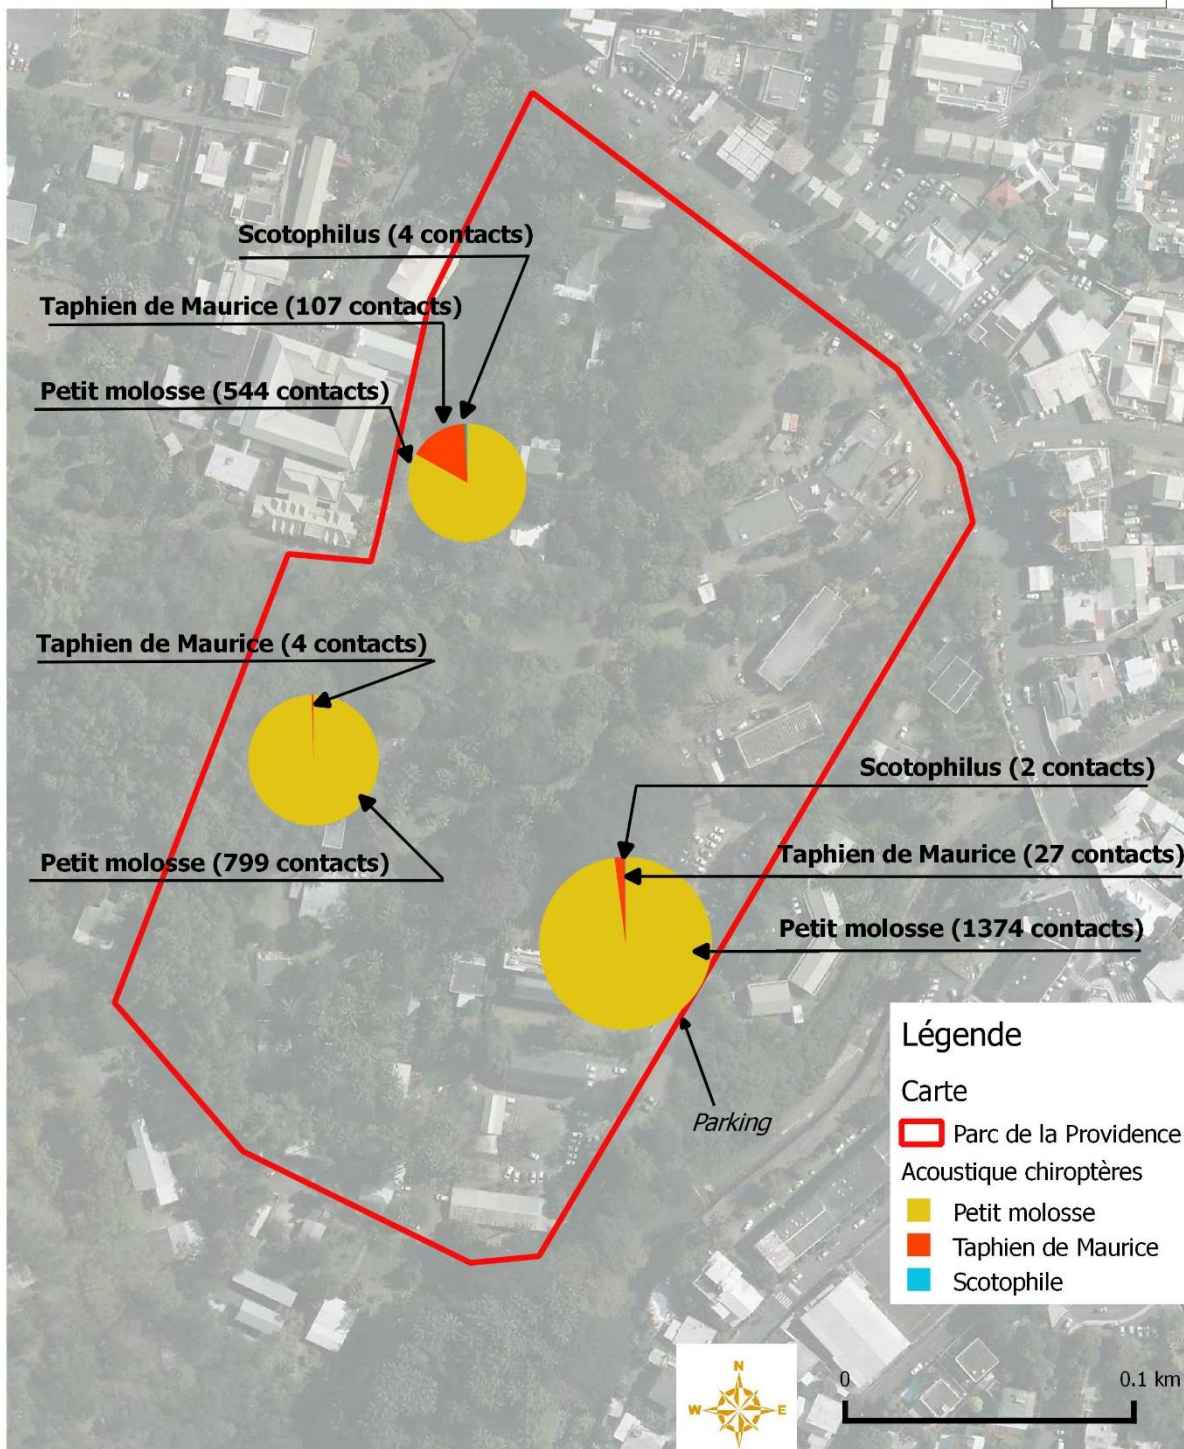 Scotophilus (4 contacts)
Taphien de Maurice (107 contacts)
Petit molosse (544 contacts)
Taphien de Maurice (4 contacts)
Scotophilus (2 contacts)
Taphien de Maurice (27 contacts)
Petit molosse (799 contacts)
Petit molosse (1374 contacts)
Parking
Légende
Carte
Parc de la Providence
Acoustique chiroptères
Petit molosse
Taphien de Maurice
Scotophile
N
W E
S
0 0.1 km